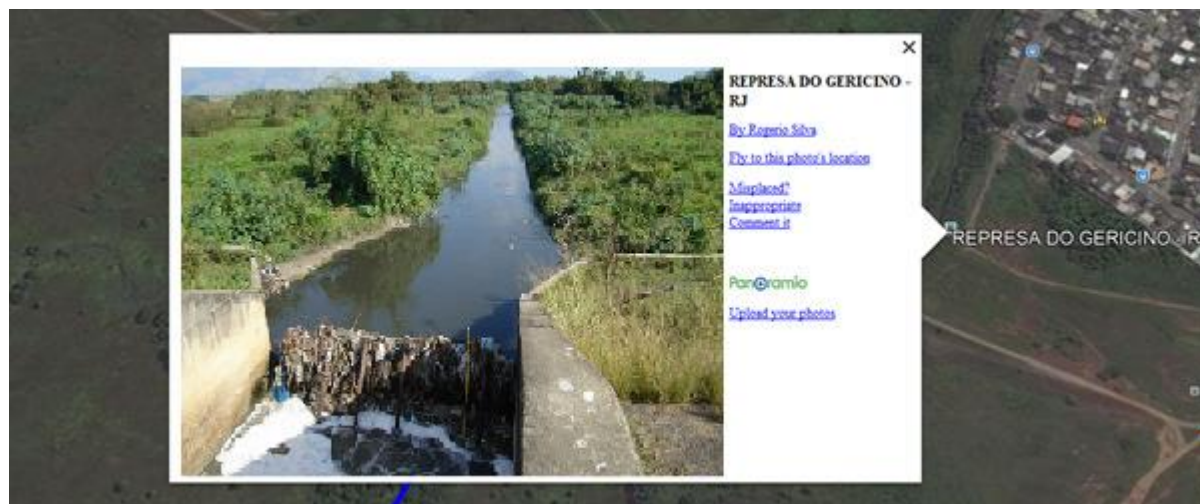 REPRESA DO GERICINO -
RJ
By Rogerio Silva
Fly to this photo's location
Misplaced?
Inappropriate
Comment it
Panoramio
Upload your photos
REPRESA DO GERICINO - R